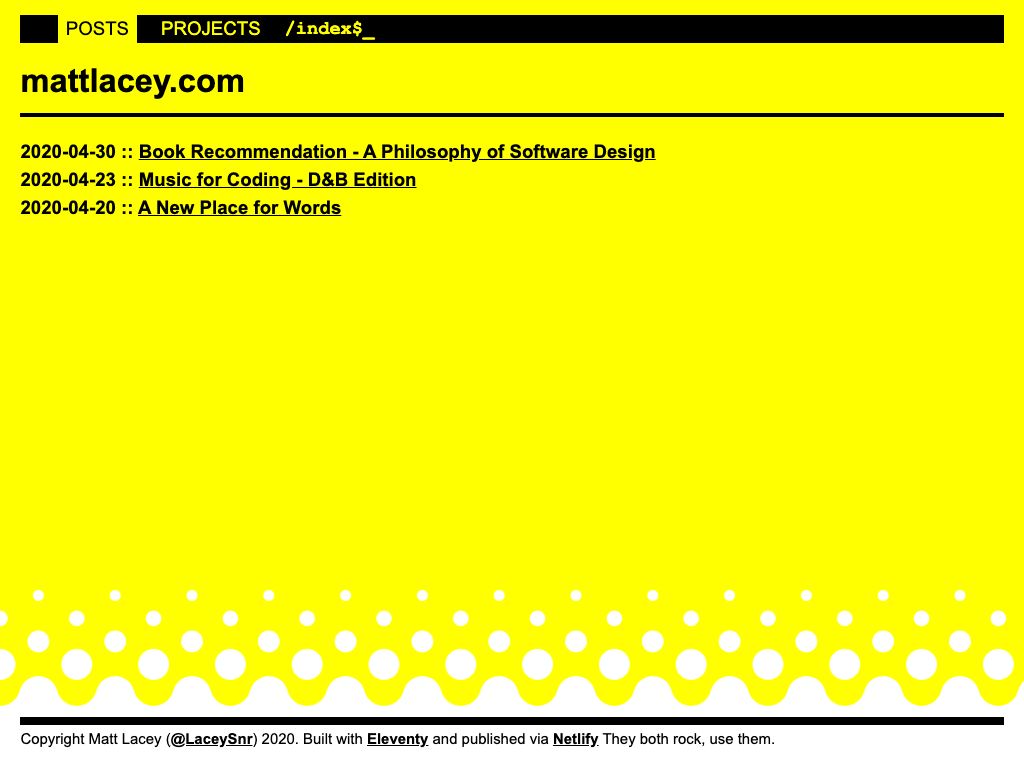 POSTS PROJECTS /index$_
mattlacey.com
2020-04-30 :: Book Recommendation - A Philosophy of Software Design
2020-04-23 :: Music for Coding - D&B Edition
2020-04-20 :: A New Place for Words
Copyright Matt Lacey (@LaceySnr) 2020. Built with Eleventy and published via Netlify They both rock, use them.